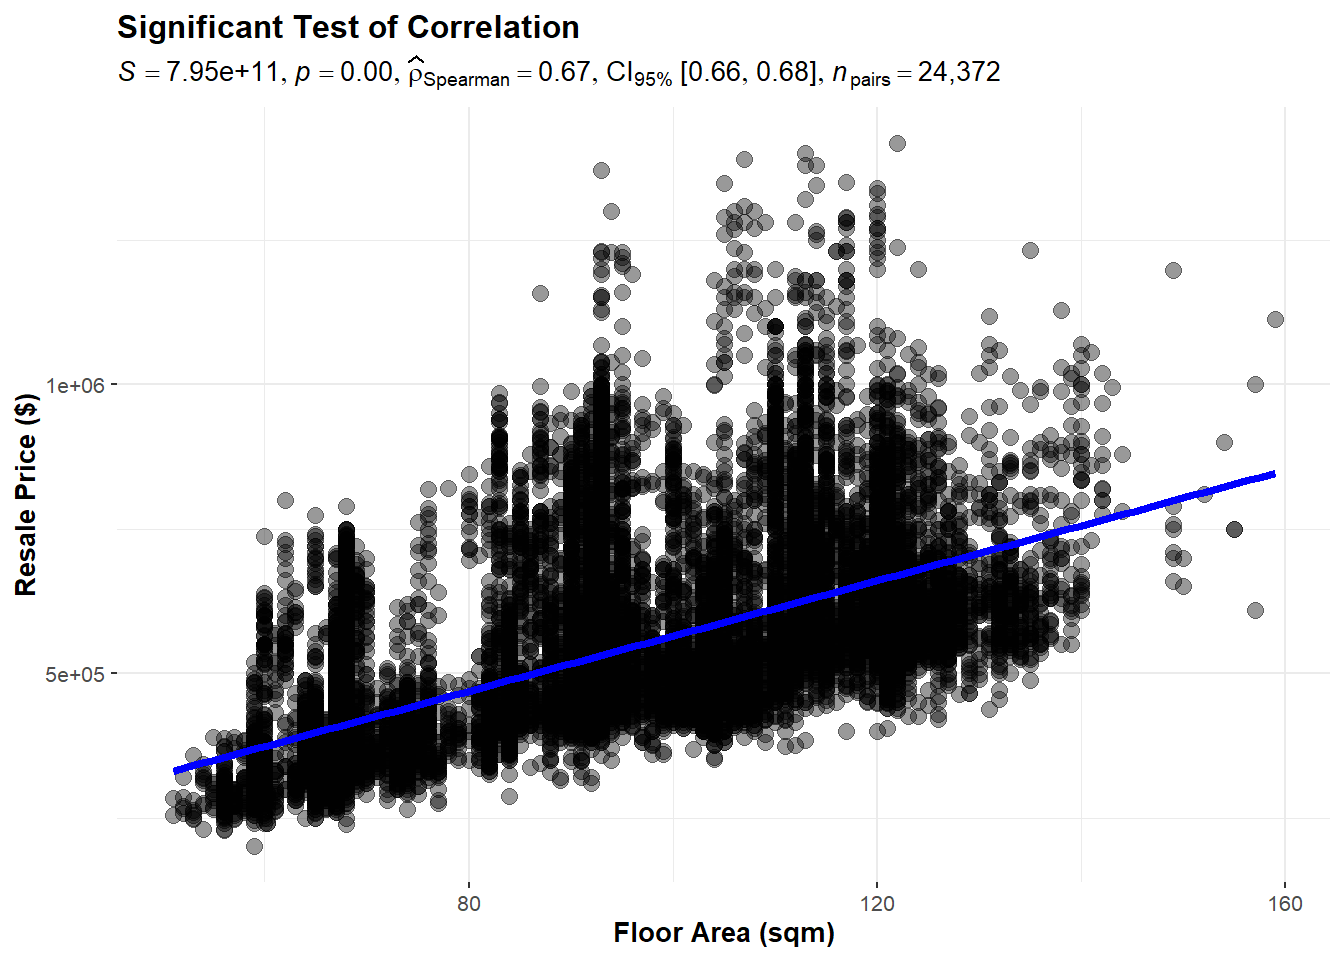 Significant Test of Correlation
S = 7.95e+11, p = 0.00, ρ̂Spearman = 0.67, CI95% [0.66, 0.68], npairs = 24,372
1e+06
5e+05
Resale Price ($)
80
120
160
Floor Area (sqm)